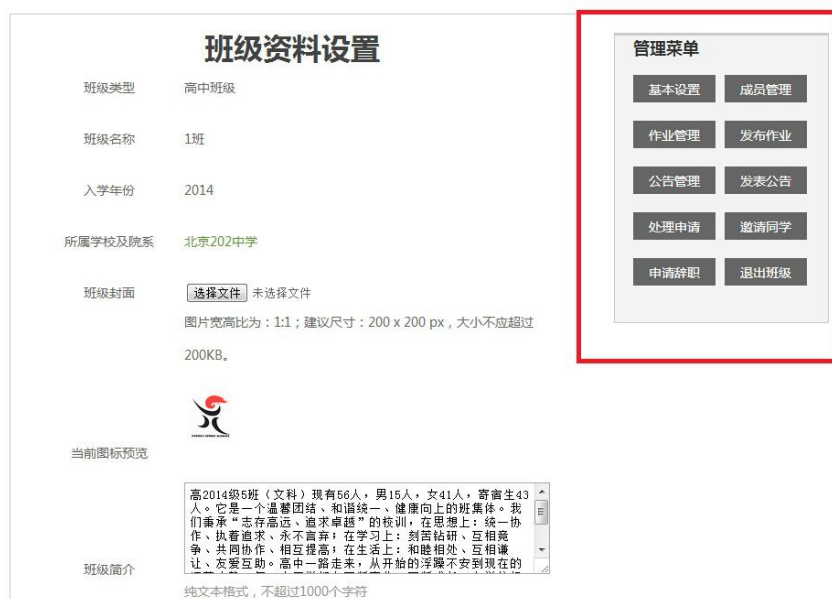 班级资料设置
班级类型 高中班级
班级名称 1班
入学年份 2014
所属学校及院系 北京202中学
班级封面 选择文件 未选择文件
图片宽高比为：1:1；建议尺寸：200 x 200 px，大小不应超过
200KB。
当前图标预览
班级简介
高2014级5班（文科）现有56人，男15人，女41人，寄宿生43
人。它是一个温馨团结、和谐统一、健康向上的班集体。我
们秉承“志存高远、追求卓越”的校训，在思想上：统一协
作、执着追求、永不言弃；在学习上：刻苦钻研、互相竟
争、共同协作、相互提高；在生活上：和睦相处、互相谦
让、友爱互助。高中一路走来，从开始的浮躁不安到现在的
纯文本格式，不超过1000个字符
管理菜单
基本设置 成员管理
作业管理 发布作业
公告管理 发表公告
处理申请 邀请同学
申请辞职 退出班级